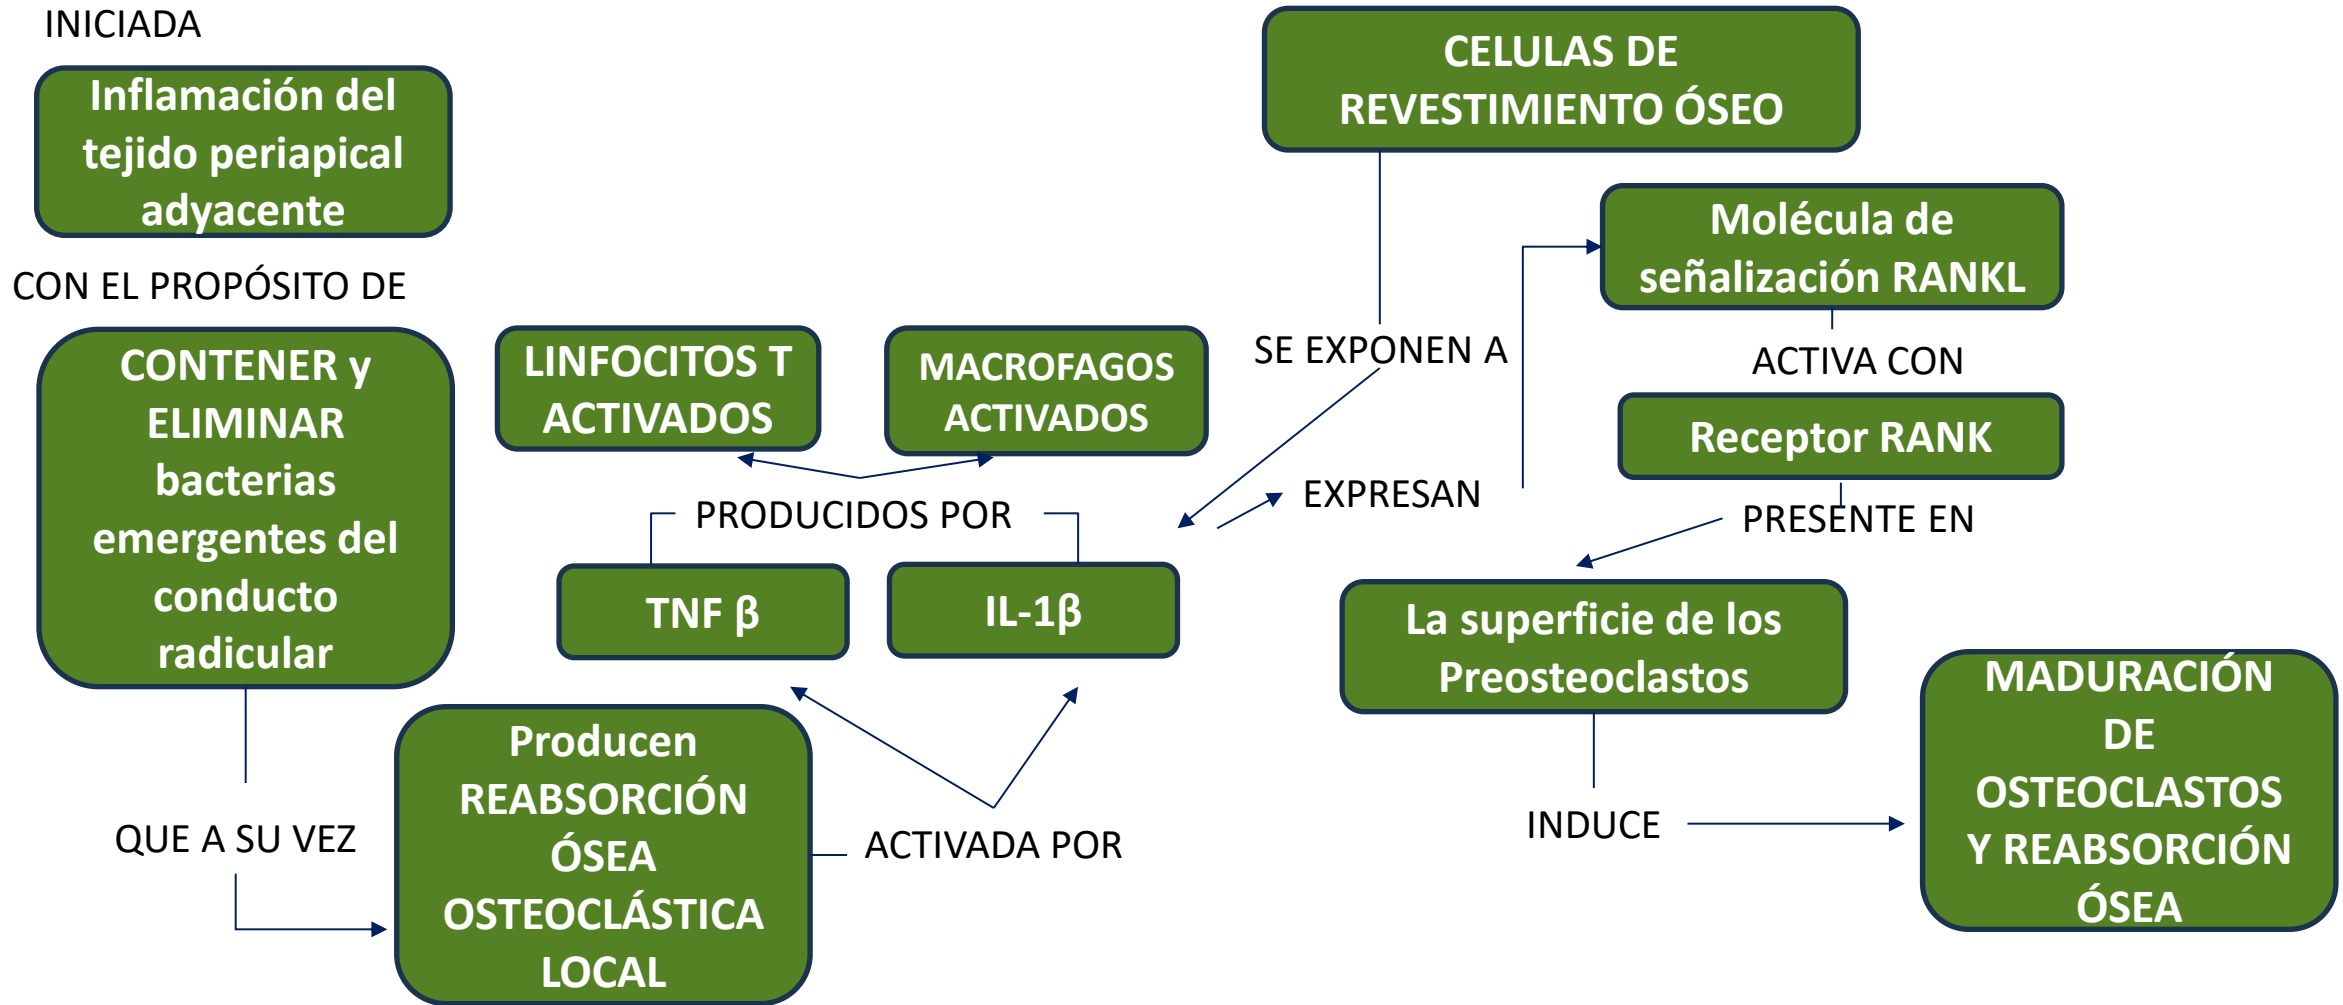 INICIADA
Inflamación del
tejido periapical
adyacente
CON EL PROPÓSITO DE
CONTENER y
ELIMINAR
bacterias
emergentes del
conducto
radicular
QUE A SU VEZ
Producen
REABSORCIÓN
ÓSEA
OSTEOCLÁSTICA
LOCAL
ACTIVADA POR
TNF β
IL-1β
PRODUCIDOS POR
LINFOCITOS T
ACTIVADOS
MACROFAGOS
ACTIVADOS
CELULAS DE
REVESTIMIENTO ÓSEO
SE EXPONEN A
EXPRESAN
Molécula de
señalización RANKL
ACTIVA CON
Receptor RANK
PRESENTE EN
La superficie de los
Preosteoclastos
INDUCE
MADURACIÓN
DE
OSTEOCLASTOS
Y REABSORCIÓN
ÓSEA